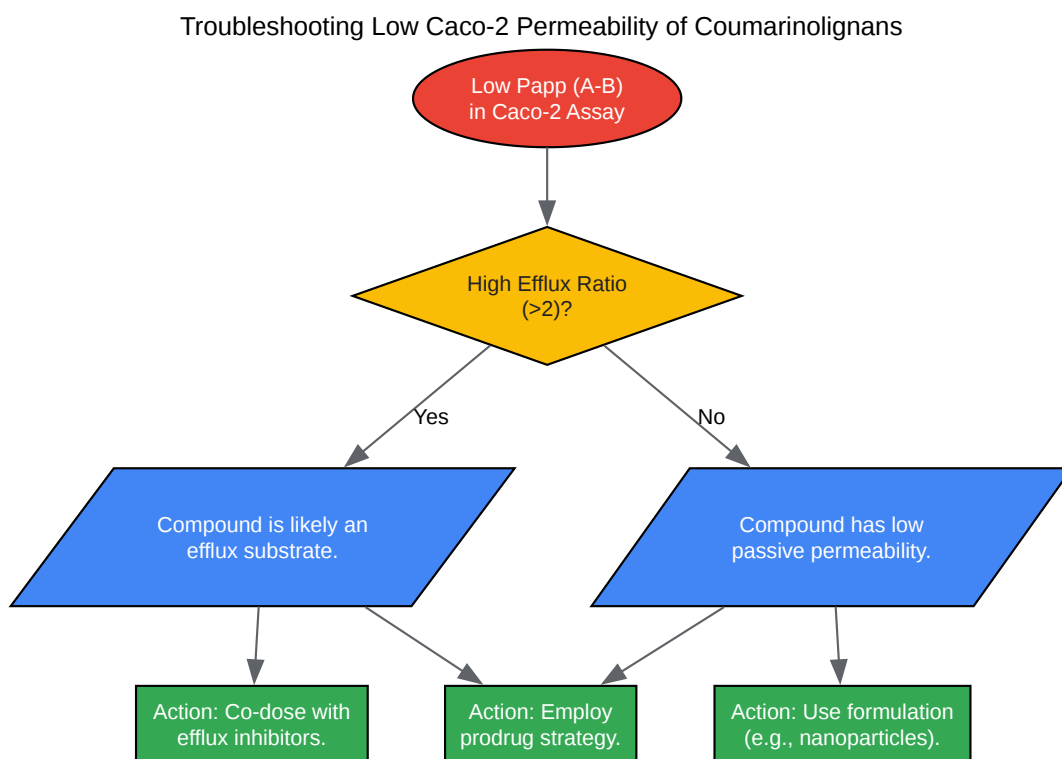 Troubleshooting Low Caco-2 Permeability of Coumarinolignans
Low Papp (A-B)
in Caco-2 Assay
High Efflux Ratio
(>2)?
Yes
No
Compound is likely an
efflux substrate.
Compound has low
passive permeability.
Action: Co-dose with
efflux inhibitors.
Action: Employ
prodrug strategy.
Action: Use formulation
(e.g., nanoparticles).